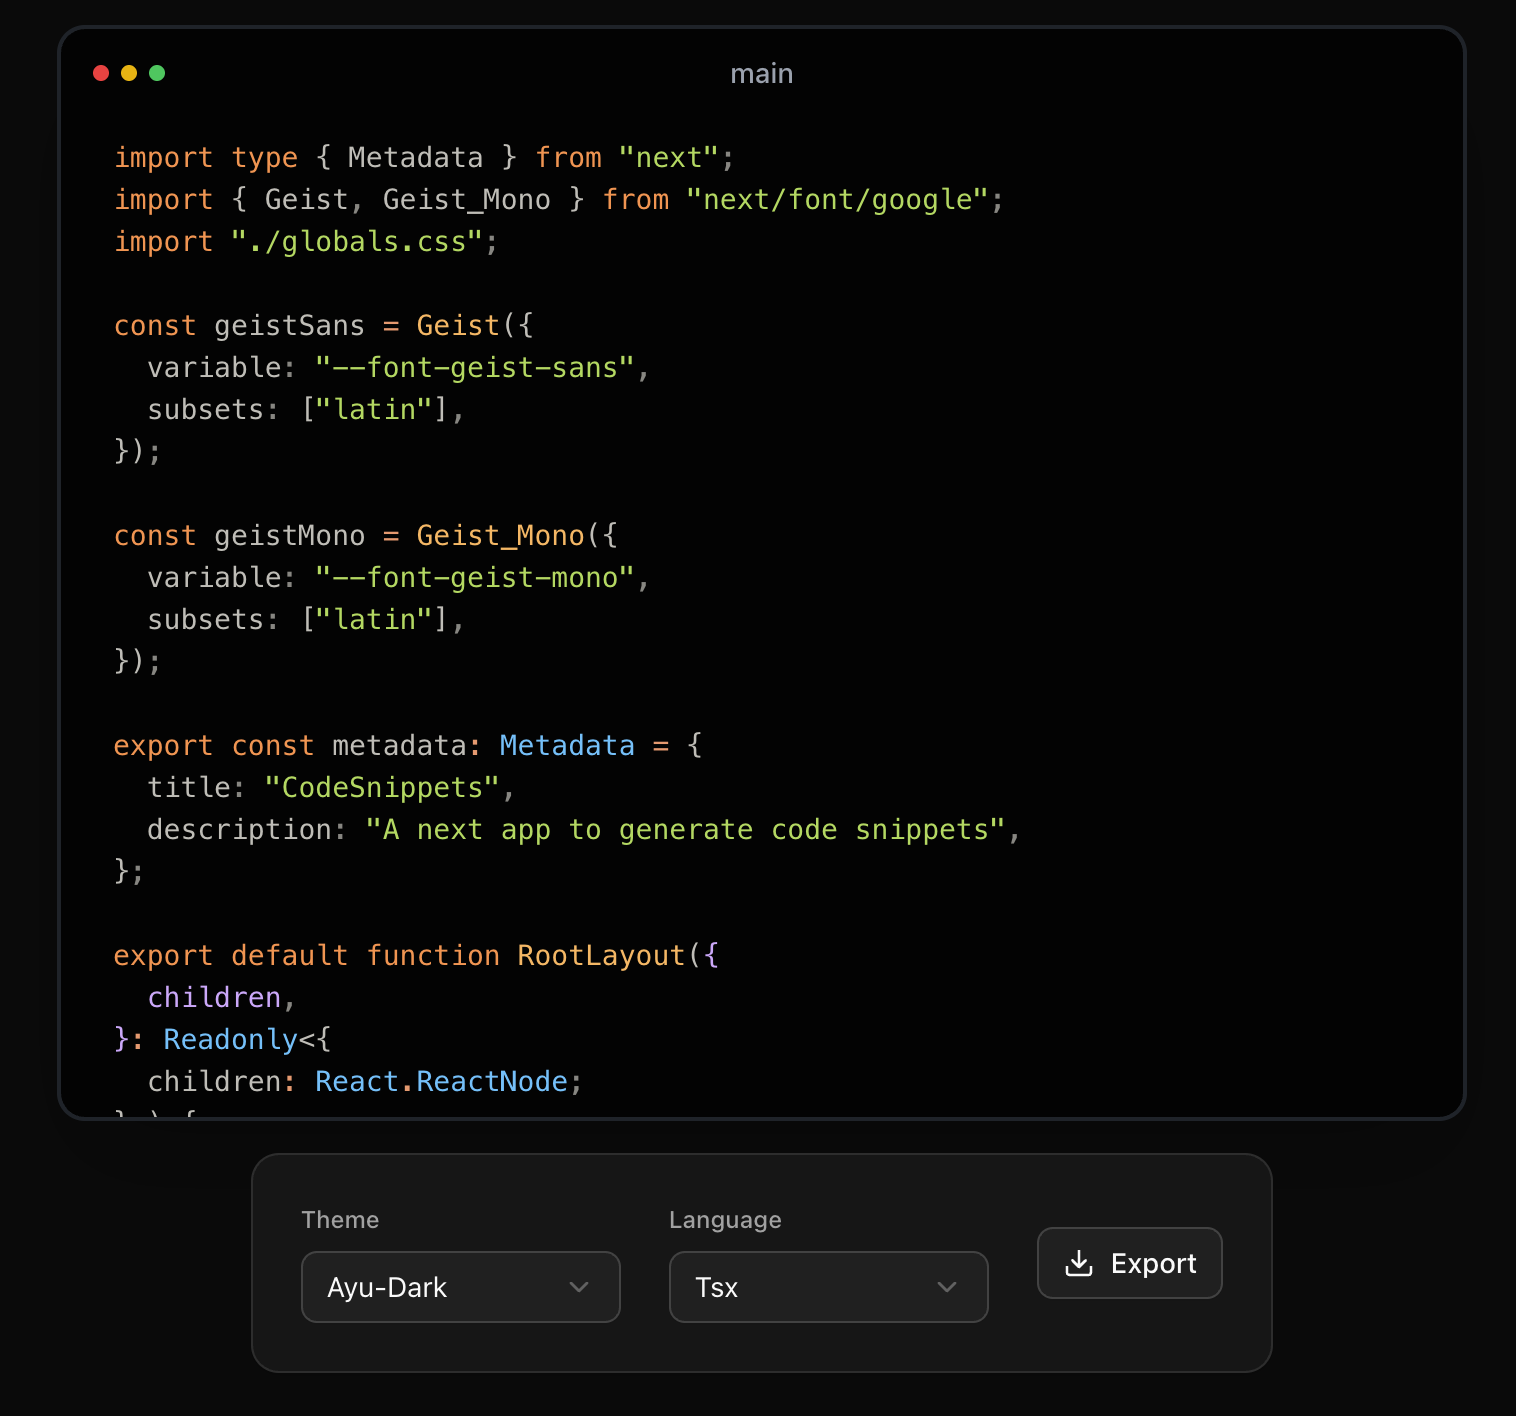 main
import type { Metadata } from "next";
import { Geist, Geist_Mono } from "next/font/google";
import "./globals.css";

const geistSans = Geist({
  variable: "--font-geist-sans",
  subsets: ["latin"],
});

const geistMono = Geist_Mono({
  variable: "--font-geist-mono",
  subsets: ["latin"],
});

export const metadata: Metadata = {
  title: "CodeSnippets",
  description: "A next app to generate code snippets",
};

export default function RootLayout({
  children,
}: Readonly<{
  children: React.ReactNode;
Theme
Language
Ayu-Dark
Tsx
Export